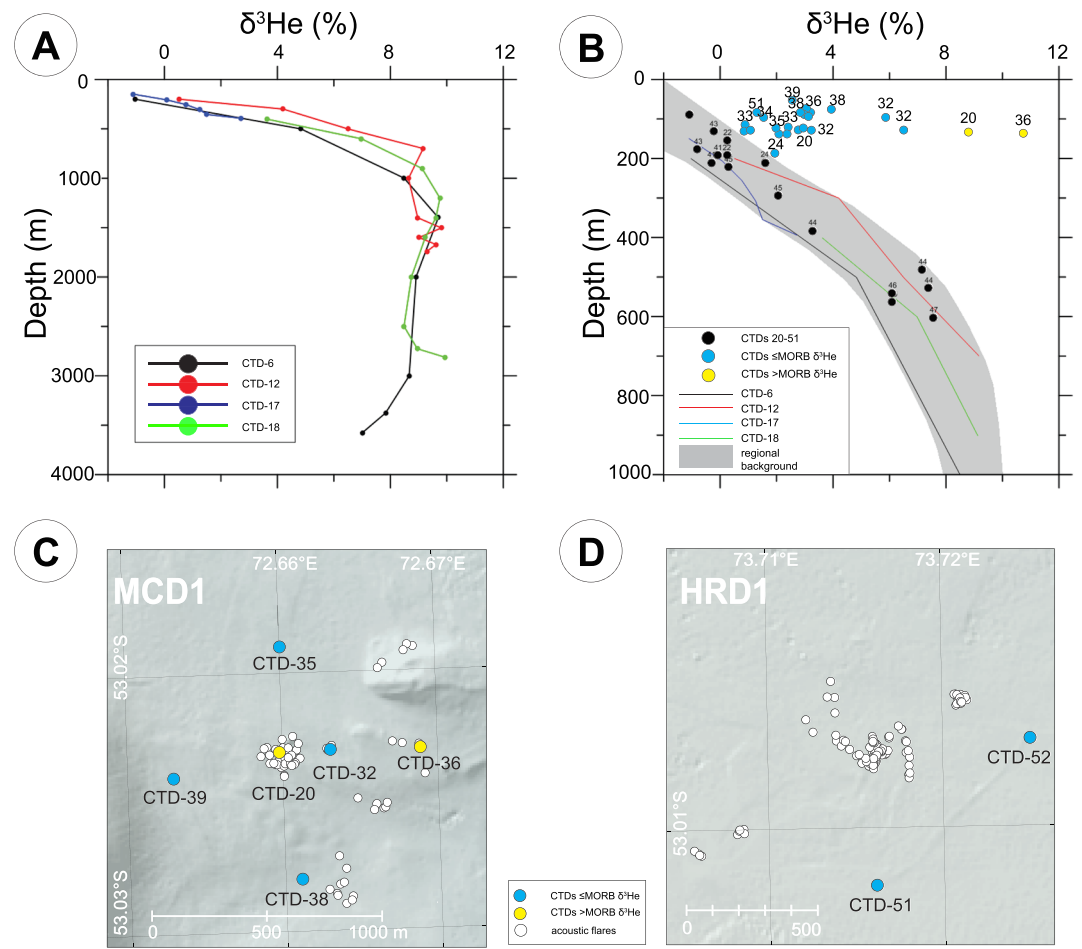 A
δ³He (%)
0 4 8 12
0
1000
2000
3000
4000
Depth (m)
CTD-6
CTD-12
CTD-17
CTD-18
B
δ³He (%)
0 4 8 12
0
200
400
600
800
1000
Depth (m)
39
51 38 36 38 32 20 36
34
33 35 33 32 32
20
24
43
22
43 41 22 24
45
44
44
44
46
47
CTDs 20-51
CTDs ≤MORB δ³He
CTDs >MORB δ³He
CTD-6
CTD-12
CTD-17
CTD-18
regional
background
C
72.66°E 72.67°E
MCD1
53.02°S
CTD-35
CTD-32
CTD-36
CTD-20
CTD-39
CTD-38
53.03°S
0 500 1000 m
D
73.71°E 73.72°E
HRD1
CTD-52
53.01°S
CTD-51
0 500
CTDs ≤MORB δ³He
CTDs >MORB δ³He
acoustic flares